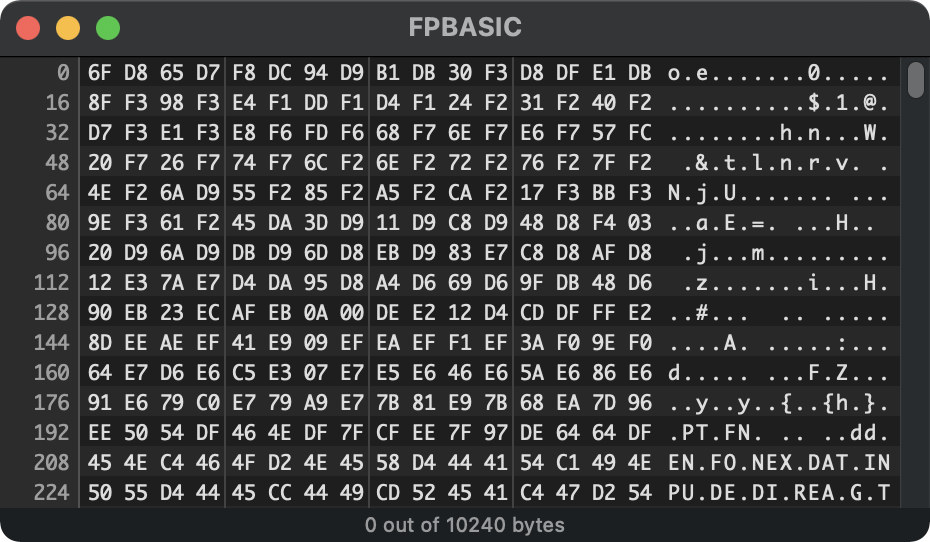 FPBASIC
0 6F D8 65 D7 F8 DC 94 D9 B1 DB 30 F3 D8 DF E1 DB o.e.......0.....
16 8F F3 98 F3 E4 F1 DD F1 D4 F1 24 F2 31 F2 40 F2 ..........$.1.@.
32 D7 F3 E1 F3 E8 F6 FD F6 68 F7 6E F7 E6 F7 57 FC ........h.n...W.
48 20 F7 26 F7 74 F7 6C F2 6E F2 72 F2 76 F2 7F F2 .&.t.l.n.r.v. .
64 4E F2 6A D9 55 F2 85 F2 A5 F2 CA F2 17 F3 BB F3 N.j.U....... ...
80 9E F3 61 F2 45 DA 3D D9 11 D9 C8 D9 48 D8 F4 03 ..a.E.=. ...H..
96 20 D9 6A D9 DB D9 6D D8 EB D9 83 E7 C8 D8 AF D8 .j...m.........
112 12 E3 7A E7 D4 DA 95 D8 A4 D6 69 D6 9F DB 48 D6 .z.......i...H.
128 90 EB 23 EC AF EB 0A 00 DE E2 12 D4 CD DF FF E2 ..#... .. .....
144 8D EE AE EF 41 E9 09 EF EA EF F1 EF 3A F0 9E F0 ....A. .....:...
160 64 E7 D6 E6 C5 E3 07 E7 E5 E6 46 E6 5A E6 86 E6 d..... ...F.Z...
176 91 E6 79 C0 E7 79 A9 E7 7B 81 E9 7B 68 EA 7D 96 ..y..y..{..{h.}.
192 EE 50 54 DF 46 4E DF 7F CF EE 7F 97 DE 64 64 DF .PT.FN. .. ..dd.
208 45 4E C4 46 4F D2 4E 45 58 D4 44 41 54 C1 49 4E EN.FO.NEX.DAT.IN
224 50 55 D4 44 45 CC 44 49 CD 52 45 41 C4 47 D2 54 PU.DE.DI.REA.G.T
0 out of 10240 bytes